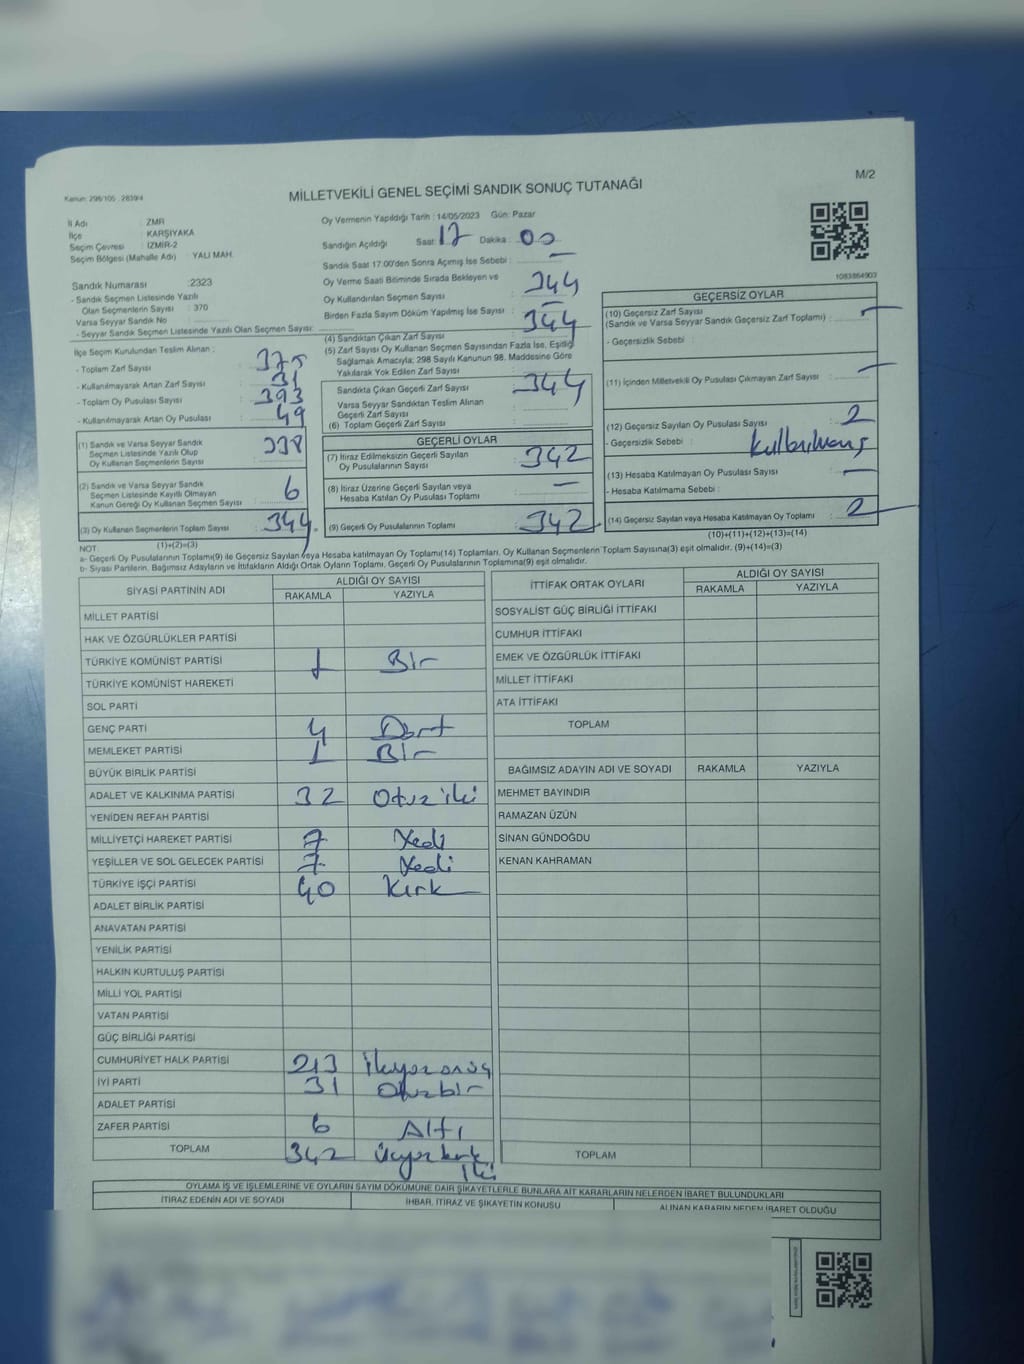 M/2
Kanun: 298/105 , 2839/4
MİLLETVEKİLİ GENEL SEÇİMİ SANDIK SONUÇ TUTANAĞI
İl Adı : ZMR
İlçe : KARŞIYAKA
Seçim Çevresi : İZMİR-2
Seçim Bölgesi (Mahalle Adı) : YALI MAH.
Sandık Numarası : 2323
- Sandık Seçmen Listesinde Yazılı
Olan Seçmenlerin Sayısı : 370
Varsa Seyyar Sandık No
- Seyyar Sandık Seçmen Listesinde Yazılı Olan Seçmen Sayısı:
İlçe Seçim Kurulundan Teslim Alınan :
- Toplam Zarf Sayısı : 375
- Kullanılmayarak Artan Zarf Sayısı : 31
- Toplam Oy Pusulası Sayısı : 393
- Kullanılmayarak Artan Oy Pusulası : 49
(1) Sandık ve Varsa Seyyar Sandık
Seçmen Listesinde Yazılı Olup
Oy Kullanan Seçmenlerin Sayısı : 338
(2) Sandık ve Varsa Seyyar Sandık
Seçmen Listesinde Kayıtlı Olmayan
Kanun Gereği Oy Kullanan Seçmen Sayısı : 6
(3) Oy Kullanan Seçmenlerin Toplam Sayısı : 344
(1)+(2)=(3)
Oy Vermenin Yapıldığı Tarih : 14/05/2023 Gün: Pazar
Sandığın Açıldığı Saat : 17 Dakika : 00
Sandık Saat 17:00'den Sonra Açımış İse Sebebi : —
Oy Verme Saati Bitiminde Sırada Bekleyen ve
Oy Kullandırılan Seçmen Sayısı : 344
Birden Fazla Sayım Döküm Yapılmış İse Sayısı : —
(4) Sandıktan Çıkan Zarf Sayısı : 344
(5) Zarf Sayısı Oy Kullanan Seçmen Sayısından Fazla İse, Eşitliği
Sağlamak Amacıyla; 298 Sayılı Kanunun 98. Maddesine Göre
Yakılarak Yok Edilen Zarf Sayısı :
Sandıkta Çıkan Geçerli Zarf Sayısı : 344
Varsa Seyyar Sandıktan Teslim Alınan
Geçerli Zarf Sayısı
(6) Toplam Geçerli Zarf Sayısı :
GEÇERLİ OYLAR
(7) İtiraz Edilmeksizin Geçerli Sayılan
Oy Pusulalarının Sayısı : 342
(8) İtiraz Üzerine Geçerli Sayılan veya
Hesaba Katılan Oy Pusulası Toplamı : —
(9) Geçerli Oy Pusulalarının Toplamı : 342
1083864903
GEÇERSİZ OYLAR
(10) Geçersiz Zarf Sayısı
(Sandık ve Varsa Seyyar Sandık Geçersiz Zarf Toplamı) : —
- Geçersizlik Sebebi :
(11) İçinden Milletvekili Oy Pusulası Çıkmayan Zarf Sayısı : —
(12) Geçersiz Sayılan Oy Pusulası Sayısı : 2
- Geçersizlik Sebebi :
(13) Hesaba Katılmayan Oy Pusulası Sayısı : —
- Hesaba Katılmama Sebebi :
(14) Geçersiz Sayılan veya Hesaba Katılmayan Oy Toplamı : 2
(10)+(11)+(12)+(13)=(14)
NOT
a- Geçerli Oy Pusulalarının Toplamı(9) ile Geçersiz Sayılan veya Hesaba katılmayan Oy Toplamı(14) Toplamları, Oy Kullanan Seçmenlerin Toplam Sayısına(3) eşit olmalıdır. (9)+(14)=(3)
b- Siyasi Partilerin, Bağımsız Adayların ve İttifakların Aldığı Ortak Oyların Toplamı, Geçerli Oy Pusulalarının Toplamına(9) eşit olmalıdır.
SİYASİ PARTİNİN ADI ALDIĞI OY SAYISI
RAKAMLA YAZIYLA
MİLLET PARTİSİ
HAK VE ÖZGÜRLÜKLER PARTİSİ
TÜRKİYE KOMÜNİST PARTİSİ 1 Bir
TÜRKİYE KOMÜNİST HAREKETİ
SOL PARTİ
GENÇ PARTİ 4 Dört
MEMLEKET PARTİSİ 1 Bir
BÜYÜK BİRLİK PARTİSİ
ADALET VE KALKINMA PARTİSİ 32 Otuz iki
YENİDEN REFAH PARTİSİ
MİLLİYETÇİ HAREKET PARTİSİ 7 Yedi
YEŞİLLER VE SOL GELECEK PARTİSİ 7 Yedi
TÜRKİYE İŞÇİ PARTİSİ 40 Kırk
ADALET BİRLİK PARTİSİ
ANAVATAN PARTİSİ
YENİLİK PARTİSİ
HALKIN KURTULUŞ PARTİSİ
MİLLİ YOL PARTİSİ
VATAN PARTİSİ
GÜÇ BİRLİĞİ PARTİSİ
CUMHURİYET HALK PARTİSİ 213 İkiyüzonüç
İYİ PARTİ 31 Otuzbir
ADALET PARTİSİ
ZAFER PARTİSİ 6 Altı
TOPLAM 342 Üçyüzkırk
iki
İTTİFAK ORTAK OYLARI ALDIĞI OY SAYISI
RAKAMLA YAZIYLA
SOSYALİST GÜÇ BİRLİĞİ İTTİFAKI
CUMHUR İTTİFAKI
EMEK VE ÖZGÜRLÜK İTTİFAKI
MİLLET İTTİFAKI
ATA İTTİFAKI
TOPLAM
BAĞIMSIZ ADAYIN ADI VE SOYADI RAKAMLA YAZIYLA
MEHMET BAYINDIR
RAMAZAN ÜZÜN
SİNAN GÜNDOĞDU
KENAN KAHRAMAN
TOPLAM
OYLAMA İŞ VE İŞLEMLERİNE VE OYLARIN SAYIM DÖKÜMÜNE DAİR ŞİKAYETLERLE BUNLARA AİT KARARLARIN NELERDEN İBARET BULUNDUKLARI
İTİRAZ EDENİN ADI VE SOYADI İHBAR, İTİRAZ VE ŞİKAYETİN KONUSU ALINAN KARARIN NEDEN İBARET OLDUĞU